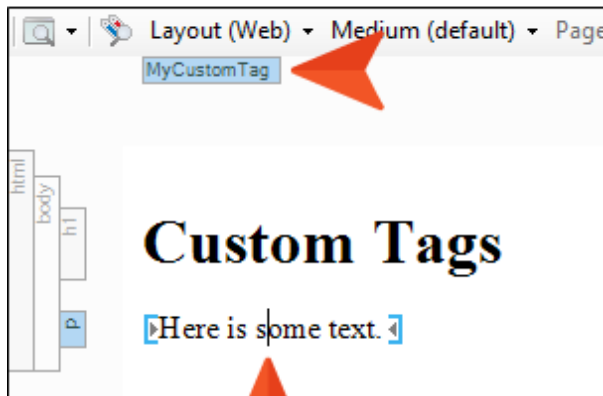 Layout (Web) Medium (default) Page
MyCustomTag
html
body
h1
Custom Tags
p
Here is some text.